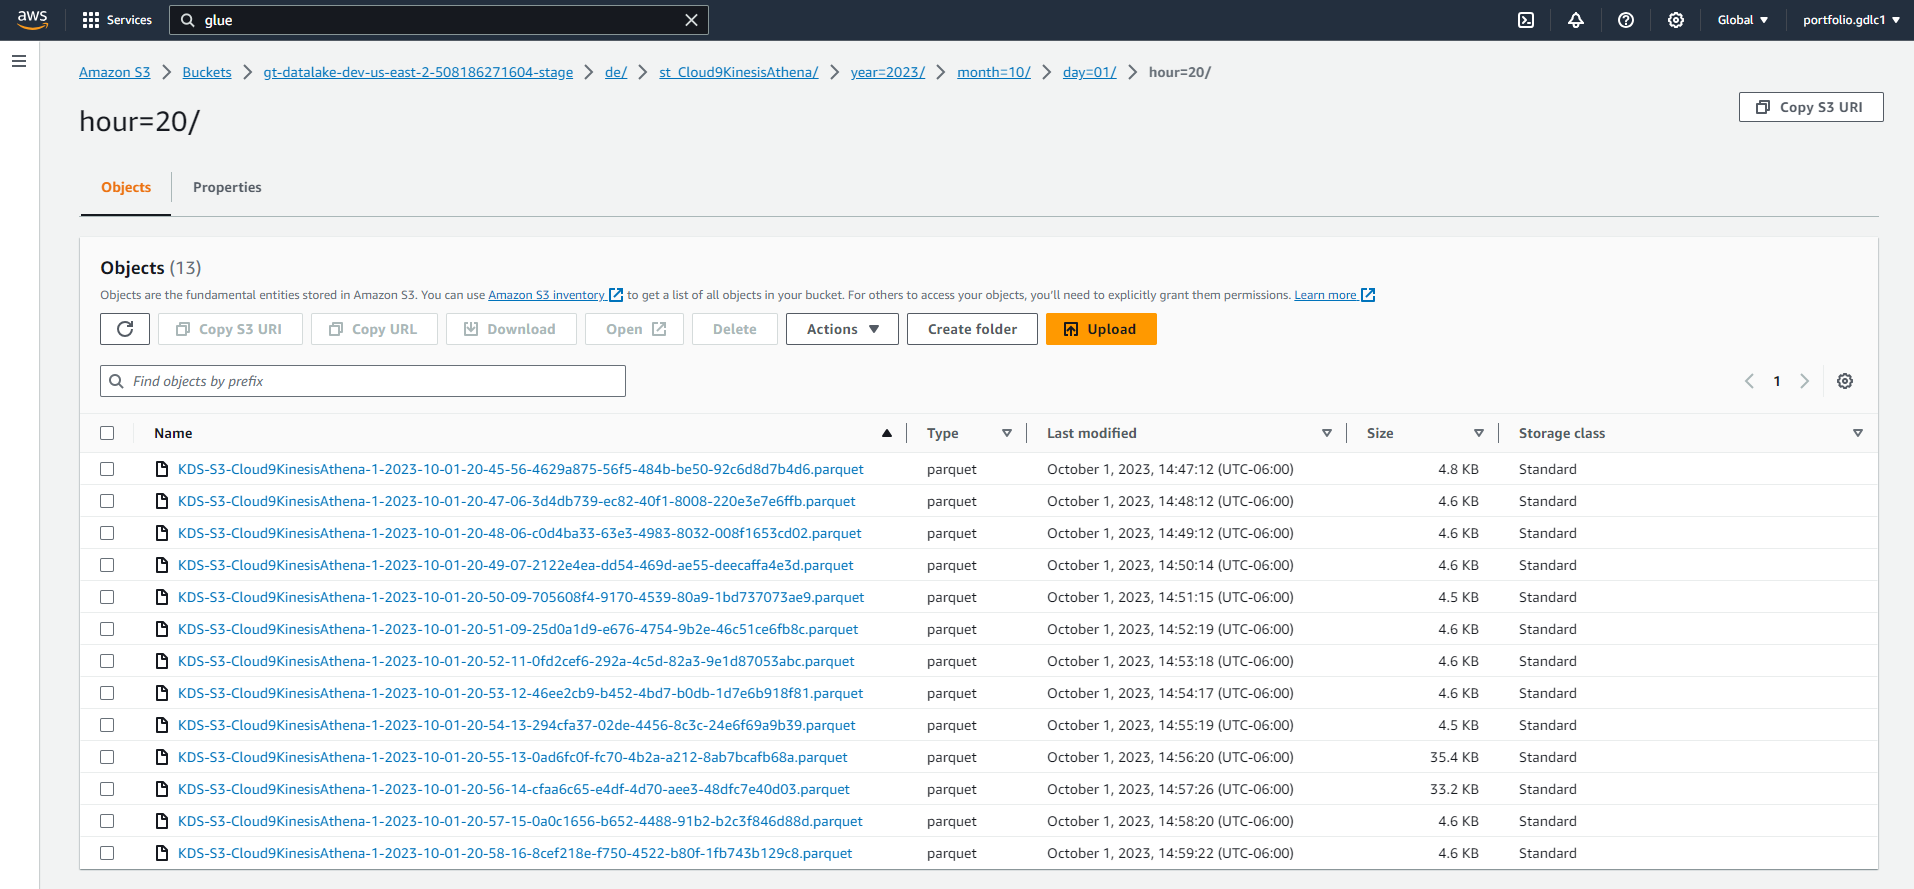 aws Services glue Global portfolio.gdlc1
Amazon S3 Buckets gt-datalake-dev-us-east-2-508186271604-stage de/ st_Cloud9KinesisAthena/ year=2023/ month=10/ day=01/ hour=20/
hour=20/
Copy S3 URI
Objects Properties
Objects (13)
Objects are the fundamental entities stored in Amazon S3. You can use Amazon S3 inventory to get a list of all objects in your bucket. For others to access your objects, you'll need to explicitly grant them permissions. Learn more
Copy S3 URI Copy URL Download Open Delete Actions Create folder Upload
Find objects by prefix 1
Name Type Last modified Size Storage class
KDS-S3-Cloud9KinesisAthena-1-2023-10-01-20-45-56-4629a875-56f5-484b-be50-92c6d8d7b4d6.parquet parquet October 1, 2023, 14:47:12 (UTC-06:00) 4.8 KB Standard
KDS-S3-Cloud9KinesisAthena-1-2023-10-01-20-47-06-3d4db739-ec82-40f1-8008-220e3e7e6ffb.parquet parquet October 1, 2023, 14:48:12 (UTC-06:00) 4.6 KB Standard
KDS-S3-Cloud9KinesisAthena-1-2023-10-01-20-48-06-c0d4ba33-63e3-4983-8032-008f1653cd02.parquet parquet October 1, 2023, 14:49:12 (UTC-06:00) 4.6 KB Standard
KDS-S3-Cloud9KinesisAthena-1-2023-10-01-20-49-07-2122e4ea-dd54-469d-ae55-deecaffa4e3d.parquet parquet October 1, 2023, 14:50:14 (UTC-06:00) 4.6 KB Standard
KDS-S3-Cloud9KinesisAthena-1-2023-10-01-20-50-09-705608f4-9170-4539-80a9-1bd737073ae9.parquet parquet October 1, 2023, 14:51:15 (UTC-06:00) 4.5 KB Standard
KDS-S3-Cloud9KinesisAthena-1-2023-10-01-20-51-09-25d0a1d9-e676-4754-9b2e-46c51ce6fb8c.parquet parquet October 1, 2023, 14:52:19 (UTC-06:00) 4.6 KB Standard
KDS-S3-Cloud9KinesisAthena-1-2023-10-01-20-52-11-0fd2cef6-292a-4c5d-82a3-9e1d87053abc.parquet parquet October 1, 2023, 14:53:18 (UTC-06:00) 4.6 KB Standard
KDS-S3-Cloud9KinesisAthena-1-2023-10-01-20-53-12-46ee2cb9-b452-4bd7-b0db-1d7e6b918f81.parquet parquet October 1, 2023, 14:54:17 (UTC-06:00) 4.6 KB Standard
KDS-S3-Cloud9KinesisAthena-1-2023-10-01-20-54-13-294cfa37-02de-4456-8c3c-24e6f69a9b39.parquet parquet October 1, 2023, 14:55:19 (UTC-06:00) 4.5 KB Standard
KDS-S3-Cloud9KinesisAthena-1-2023-10-01-20-55-13-0ad6fc0f-fc70-4b2a-a212-8ab7bcafb68a.parquet parquet October 1, 2023, 14:56:20 (UTC-06:00) 35.4 KB Standard
KDS-S3-Cloud9KinesisAthena-1-2023-10-01-20-56-14-cfaa6c65-e4df-4d70-aee3-48dfc7e40d03.parquet parquet October 1, 2023, 14:57:26 (UTC-06:00) 33.2 KB Standard
KDS-S3-Cloud9KinesisAthena-1-2023-10-01-20-57-15-0a0c1656-b652-4488-91b2-b2c3f846d88d.parquet parquet October 1, 2023, 14:58:20 (UTC-06:00) 4.6 KB Standard
KDS-S3-Cloud9KinesisAthena-1-2023-10-01-20-58-16-8cef218e-f750-4522-b80f-1fb743b129c8.parquet parquet October 1, 2023, 14:59:22 (UTC-06:00) 4.6 KB Standard